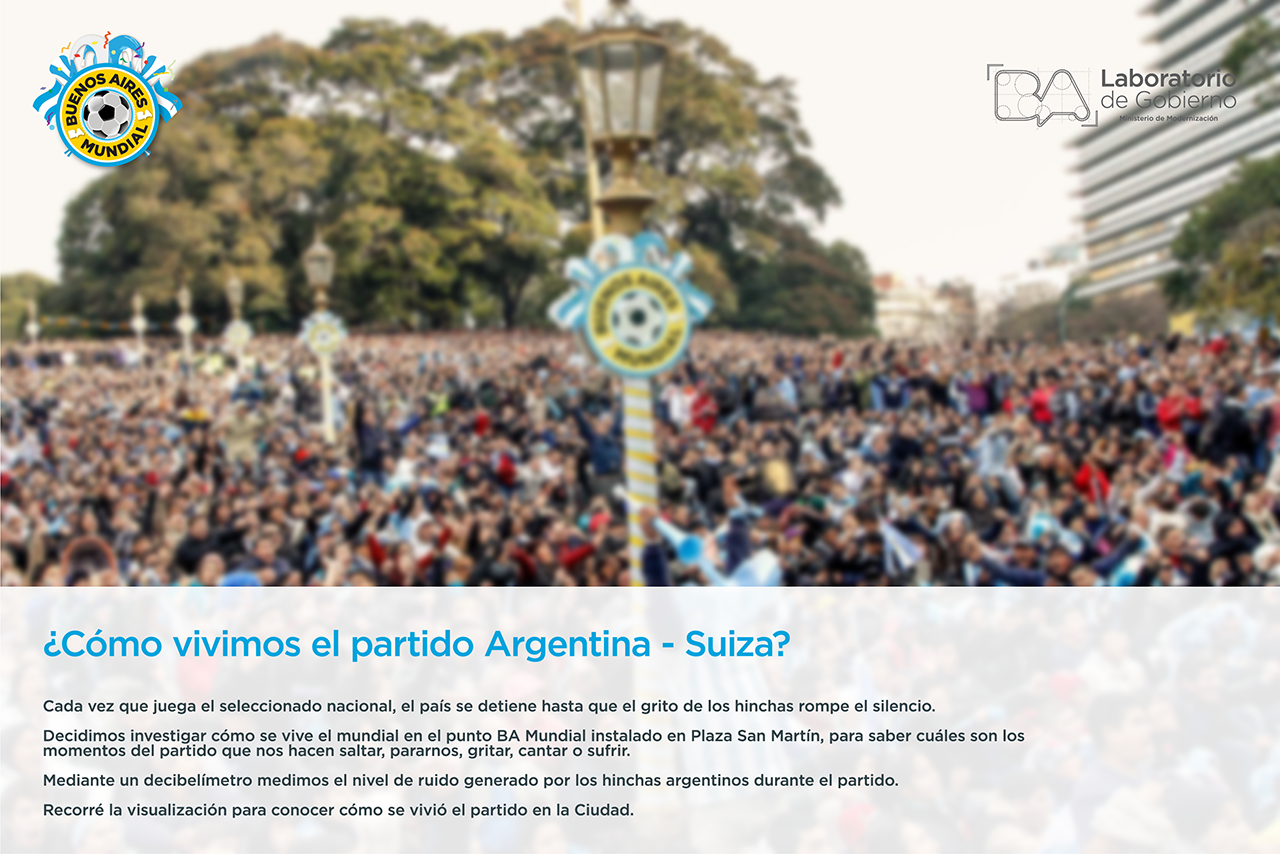 BUENOS AIRES
MUNDIAL
BA
Laboratorio
de Gobierno
Ministerio de Modernización
BUENOS AIRES
MUNDIAL
¿Cómo vivimos el partido Argentina - Suiza?
Cada vez que juega el seleccionado nacional, el país se detiene hasta que el grito de los hinchas rompe el silencio.
Decidimos investigar cómo se vive el mundial en el punto BA Mundial instalado en Plaza San Martín, para saber cuáles son los
momentos del partido que nos hacen saltar, pararnos, gritar, cantar o sufrir.
Mediante un decibelímetro medimos el nivel de ruido generado por los hinchas argentinos durante el partido.
Recorré la visualización para conocer cómo se vivió el partido en la Ciudad.